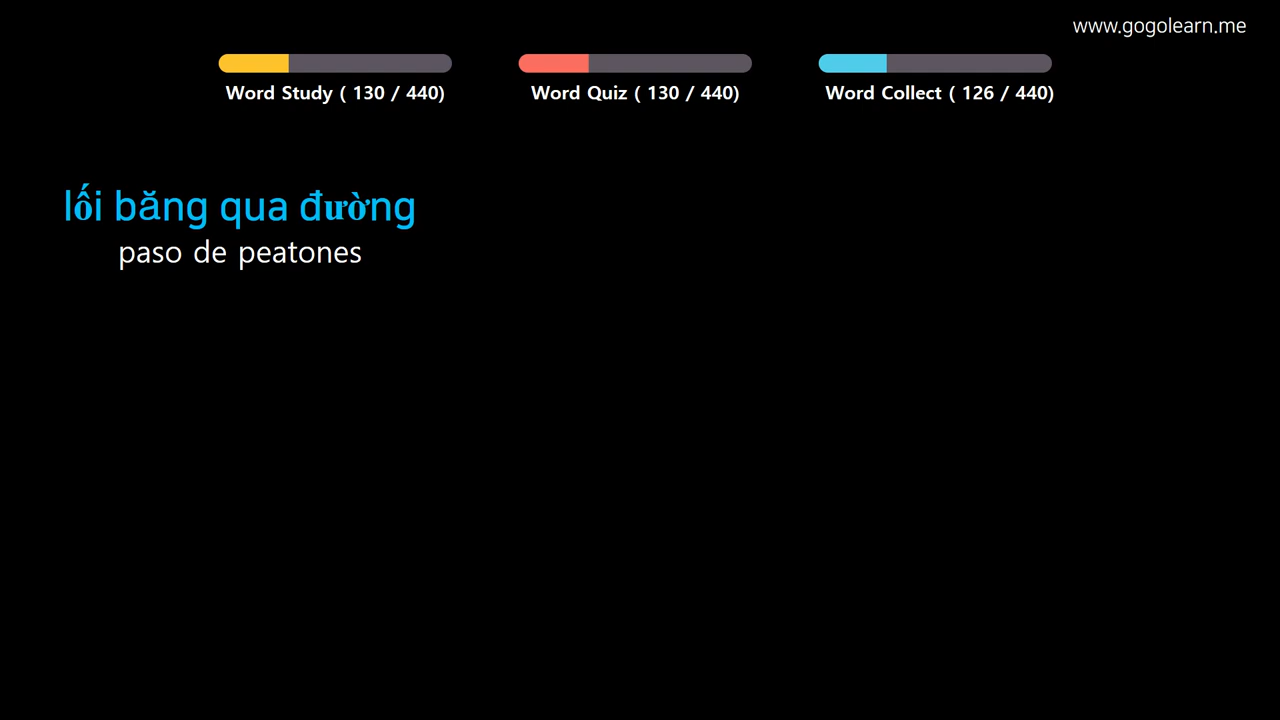 www.gogolearn.me
Word Study ( 130 / 440)
Word Quiz ( 130 / 440)
Word Collect ( 126 / 440)
lối băng qua đường
paso de peatones